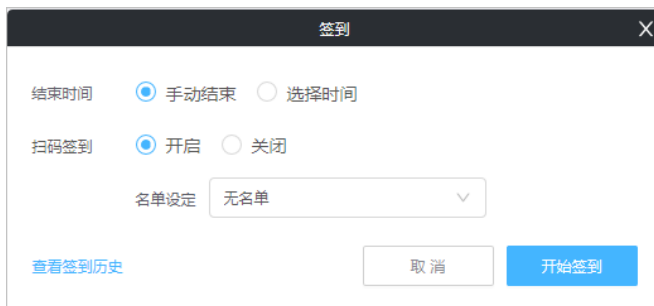 签到
结束时间 手动结束 选择时间
扫码签到 开启 关闭
名单设定 无名单
查看签到历史 取消 开始签到